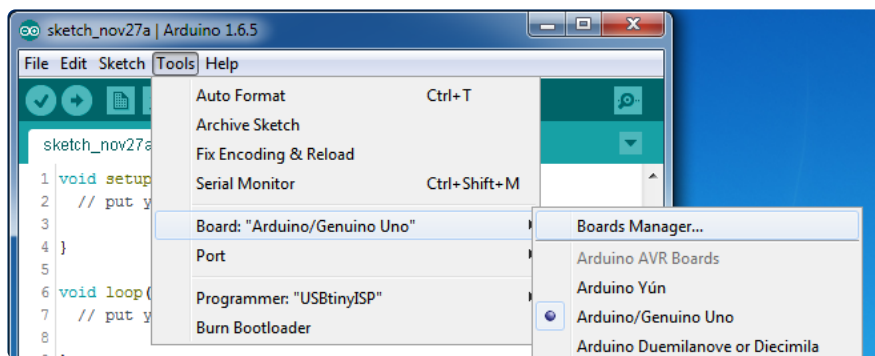 sketch_nov27a | Arduino 1.6.5
File Edit Sketch Tools Help
sketch_nov27a
1 void setup
2 // put y
3
4 }
5
6 void loop(
7 // put y
8
Auto Format Ctrl+T
Archive Sketch
Fix Encoding & Reload
Serial Monitor Ctrl+Shift+M
Board: "Arduino/Genuino Uno"
Port
Programmer: "USBtinyISP"
Burn Bootloader
Boards Manager...
Arduino AVR Boards
Arduino Yún
Arduino/Genuino Uno
Arduino Duemilanove or Diecimila